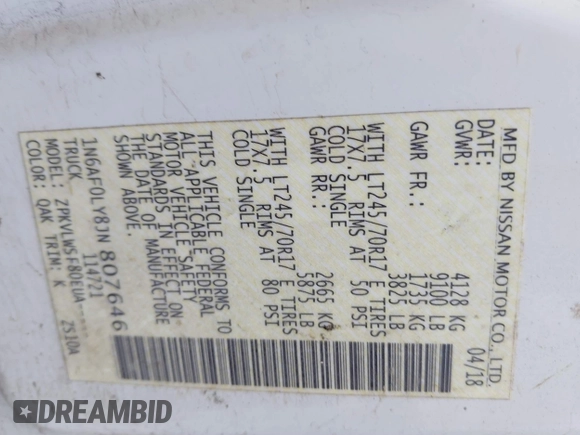 MFD BY NISSAN MOTOR CO., LTD.
DATE: 04/18
GVWR: 4128 KG
9100 LB
GAWR FR.: 1735 KG
3825 LB
WITH LT245/70R17 E TIRES
17X7.5 RIMS AT 50 PSI
COLD SINGLE
GAWR RR.: 2665 KG
5875 LB
WITH LT245/70R17 E TIRES
17X7.5 RIMS AT 80 PSI
COLD SINGLE
THIS VEHICLE CONFORMS TO
ALL APPLICABLE FEDERAL
MOTOR VEHICLE SAFETY
STANDARDS IN EFFECT ON
THE DATE OF MANUFACTURE
SHOWN ABOVE.
1N6AF0LY8JN 807646
TRUCK 114721
MODEL: ZPKVLWSF80EUA-----
COLOR: QAK TRIM: K 2S10A
DREAMBID